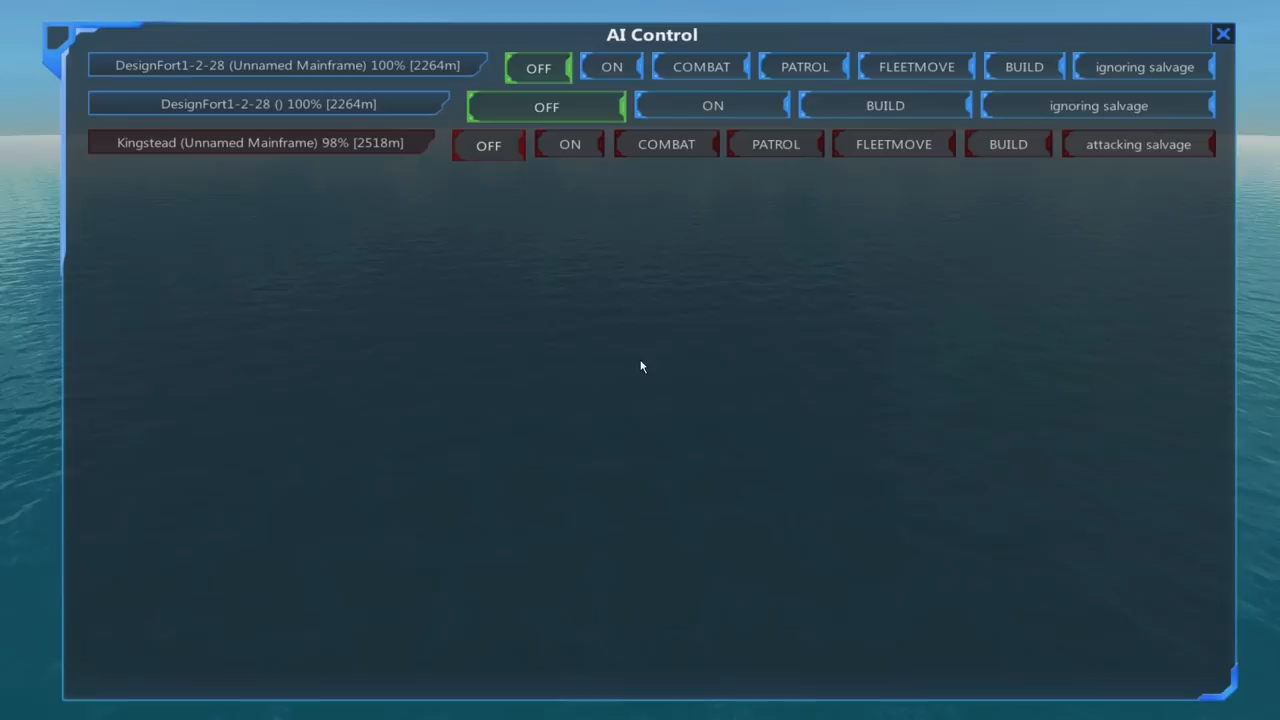 AI Control
DesignFort1-2-28 (Unnamed Mainframe) 100% [2264m] OFF ON COMBAT PATROL FLEETMOVE BUILD ignoring salvage
DesignFort1-2-28 () 100% [2264m] OFF ON BUILD ignoring salvage
Kingstead (Unnamed Mainframe) 98% [2518m] OFF ON COMBAT PATROL FLEETMOVE BUILD attacking salvage